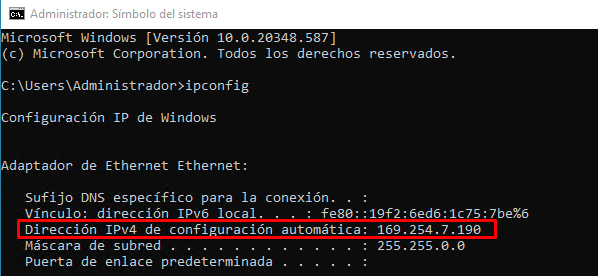 Administrador: Símbolo del sistema
Microsoft Windows [Versión 10.0.20348.587]
(c) Microsoft Corporation. Todos los derechos reservados.
C:\Users\Administrador>ipconfig
Configuración IP de Windows
Adaptador de Ethernet Ethernet:
Sufijo DNS específico para la conexión. . :
Vínculo: dirección IPv6 local. . . : fe80::19f2:6ed6:1c75:7be%6
Dirección IPv4 de configuración automática: 169.254.7.190
Máscara de subred . . . . . . . . . . . . : 255.255.0.0
Puerta de enlace predeterminada . . . . . :